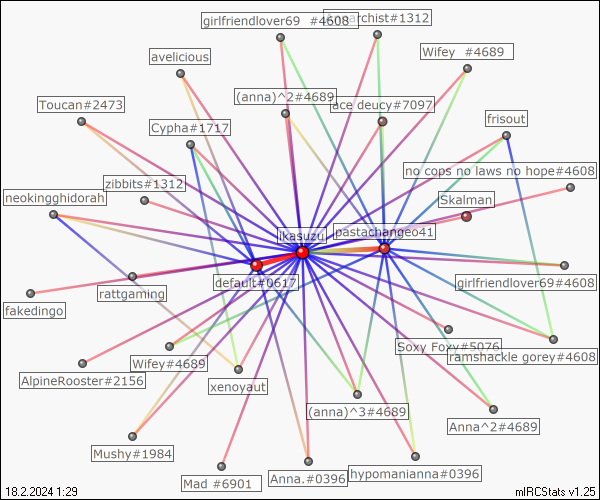 girlfriendlover69 #4608
Anarchist#1312
Wifey #4689
avelicious
Toucan#2473
(anna)^2#4689
ace deucy#7097
Cypha#1717
frisout
no cops no laws no hope#4608
zibbits#1312
neokingghidorah
Skalman
ikasuzu
pastachangeo41
default#0617
girlfriendlover69#4608
rattgaming
fakedingo
Soxy Foxy#5076
ramshackle gorey#4608
Wifey#4689
AlpineRooster#2156
xenoyaut
(anna)^3#4689
Anna^2#4689
Mushy#1984
Mad #6901
Anna.#0396
hypomanianna#0396
18.2.2024 1:29
mIRCStats v1.25